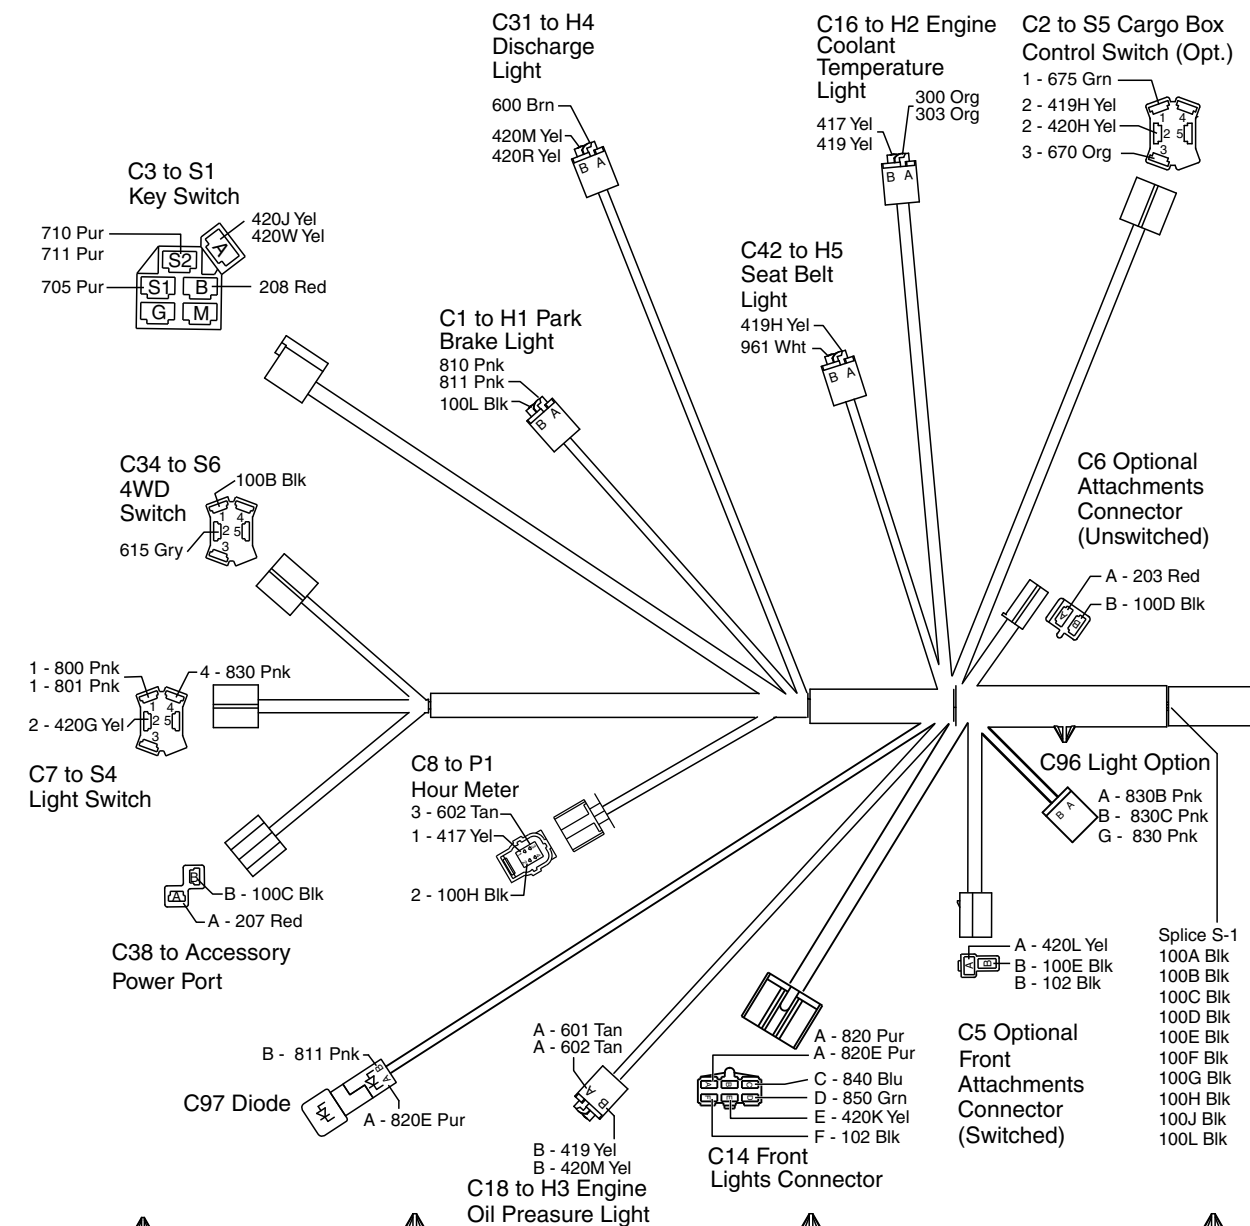 C31 to H4
Discharge
Light
600 Brn
420M Yel
420R Yel
B A
C16 to H2 Engine
Coolant
Temperature
Light
300 Org
303 Org
417 Yel
419 Yel
B A
C2 to S5 Cargo Box
Control Switch (Opt.)
1 - 675 Grn
2 - 419H Yel
2 - 420H Yel
3 - 670 Org
1 4
2 5
3
C3 to S1
Key Switch
420J Yel
420W Yel
710 Pur
711 Pur
705 Pur
208 Red
A
S2
S1 B
G M
C42 to H5
Seat Belt
Light
419H Yel
961 Wht
B A
C1 to H1 Park
Brake Light
810 Pnk
811 Pnk
100L Blk
B A
C34 to S6
4WD
Switch
100B Blk
615 Gry
1 4
2 5
3
C6 Optional
Attachments
Connector
(Unswitched)
A - 203 Red
B - 100D Blk
A B
1 - 800 Pnk
1 - 801 Pnk
4 - 830 Pnk
2 - 420G Yel
1 4
2 5
3
C7 to S4
Light Switch
C8 to P1
Hour Meter
3 - 602 Tan
1 - 417 Yel
2 - 100H Blk
C96 Light Option
A - 830B Pnk
B - 830C Pnk
G - 830 Pnk
B A
B
A
B - 100C Blk
A - 207 Red
C38 to Accessory
Power Port
A - 420L Yel
B - 100E Blk
B - 102 Blk
A B
C5 Optional
Front
Attachments
Connector
(Switched)
Splice S-1
100A Blk
100B Blk
100C Blk
100D Blk
100E Blk
100F Blk
100G Blk
100H Blk
100J Blk
100L Blk
B - 811 Pnk
B
A
C97 Diode
A - 820E Pur
A - 601 Tan
A - 602 Tan
A
B
B - 419 Yel
B - 420M Yel
C18 to H3 Engine
Oil Preasure Light
A - 820 Pur
A - 820E Pur
C - 840 Blu
D - 850 Grn
E - 420K Yel
F - 102 Blk
C14 Front
Lights Connector